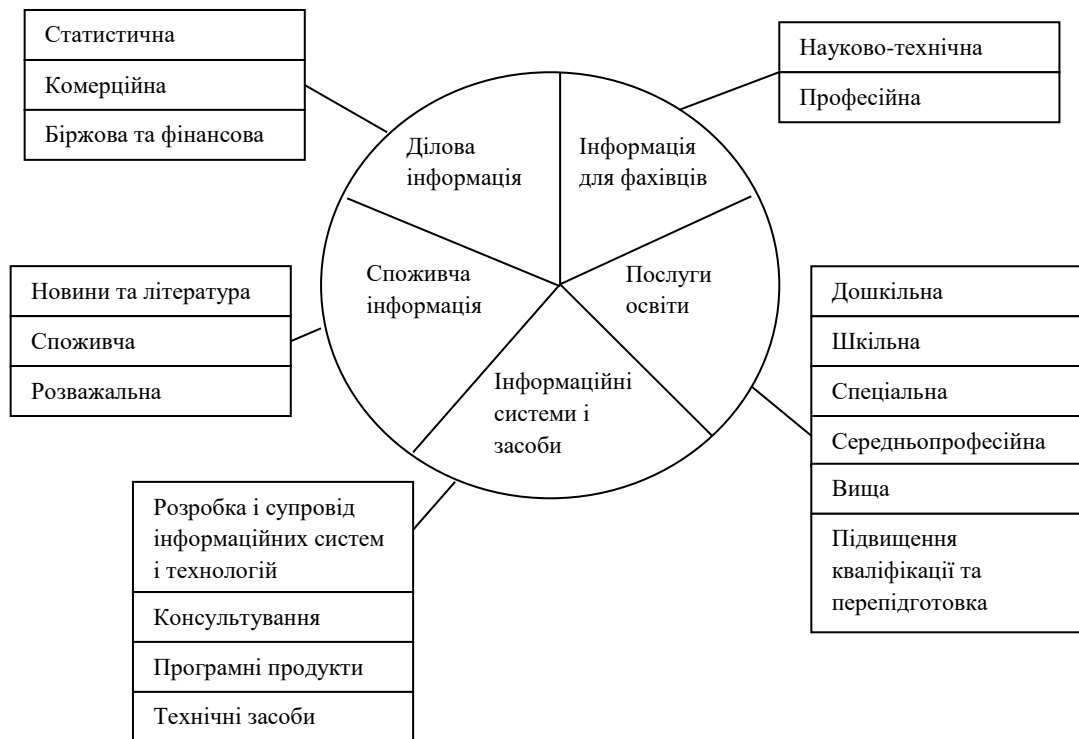 Статистична
Комерційна
Біржова та фінансова
Науково-технічна
Професійна
Ділова
інформація
Інформація
для фахівців
Споживча
інформація
Послуги
освіти
Інформаційні
системи і
засоби
Новини та література
Споживча
Розважальна
Дошкільна
Шкільна
Спеціальна
Середньопрофесійна
Вища
Підвищення
кваліфікації та
перепідготовка
Розробка і супровід
інформаційних систем
і технологій
Консультування
Програмні продукти
Технічні засоби